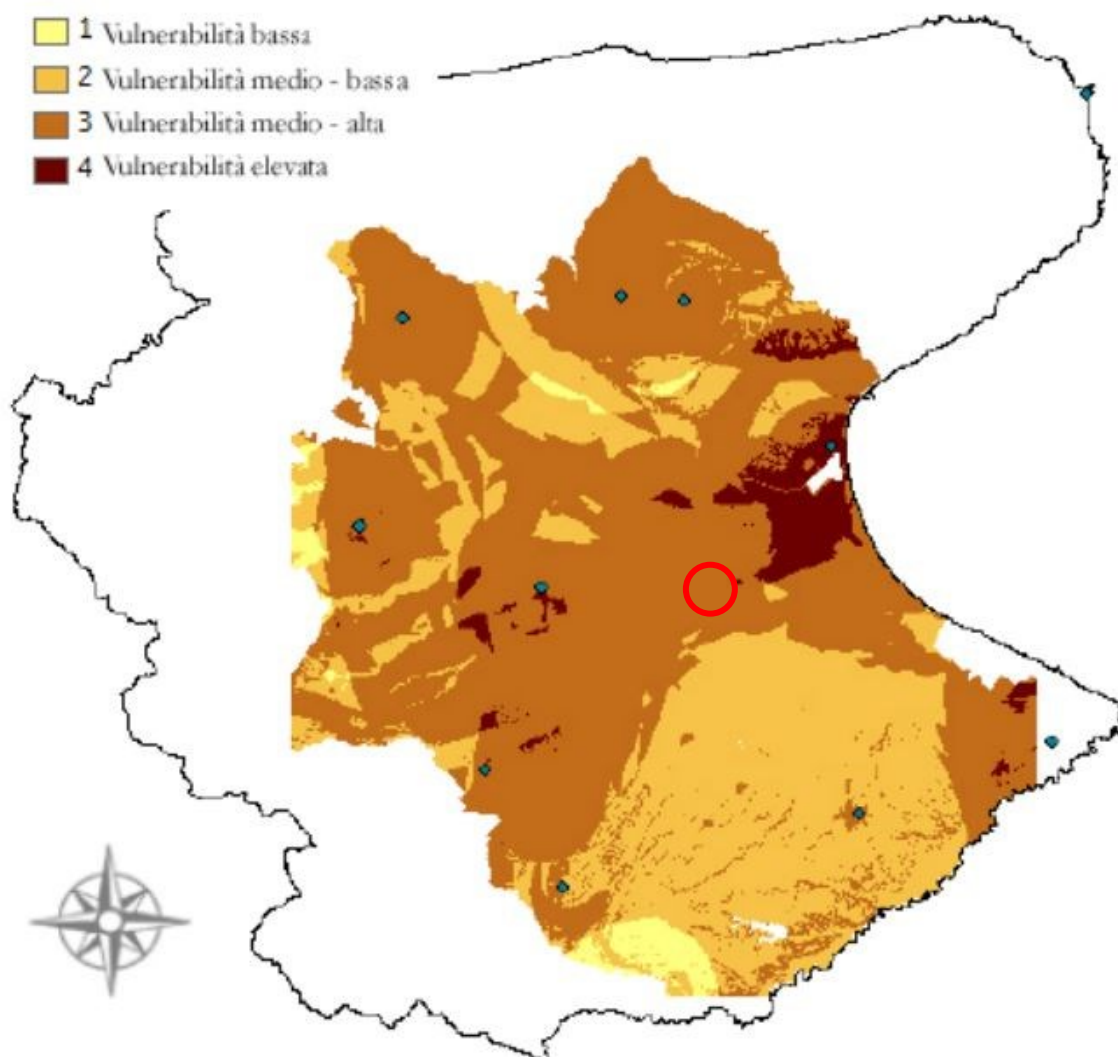 1 Vulnerabilità bassa
2 Vulnerabilità medio - bassa
3 Vulnerabilità medio - alta
4 Vulnerabilità elevata